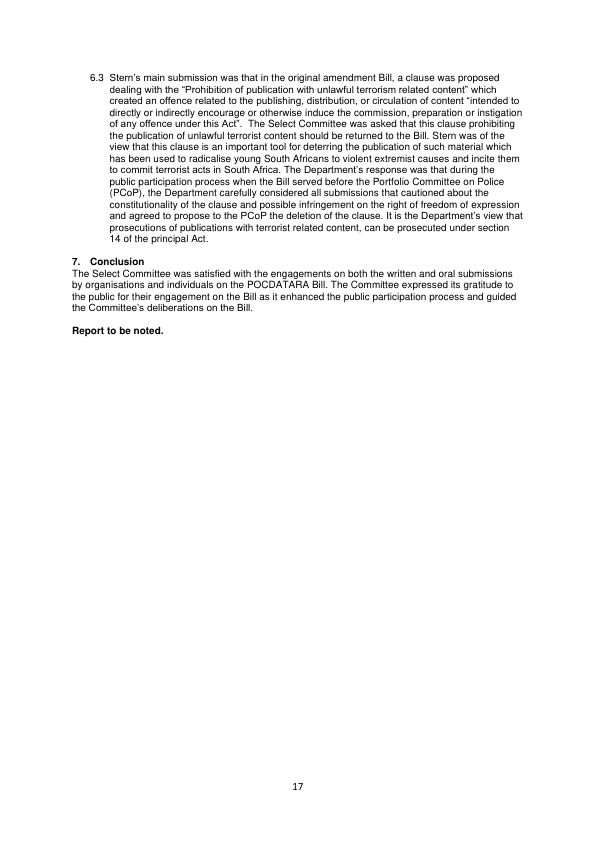 6.3 Stern’s main submission was that in the original amendment Bill, a clause was proposed
dealing with the “Prohibition of publication with unlawful terrorism related content” which
created an offence related to the publishing, distribution, or circulation of content “intended to
directly or indirectly encourage or otherwise induce the commission, preparation or instigation
of any offence under this Act”.  The Select Committee was asked that this clause prohibiting
the publication of unlawful terrorist content should be returned to the Bill. Stern was of the
view that this clause is an important tool for deterring the publication of such material which
has been used to radicalise young South Africans to violent extremist causes and incite them
to commit terrorist acts in South Africa. The Department’s response was that during the
public participation process when the Bill served before the Portfolio Committee on Police
(PCoP), the Department carefully considered all submissions that cautioned about the
constitutionality of the clause and possible infringement on the right of freedom of expression
and agreed to propose to the PCoP the deletion of the clause. It is the Department’s view that
prosecutions of publications with terrorist related content, can be prosecuted under section
14 of the principal Act.
7. Conclusion
The Select Committee was satisfied with the engagements on both the written and oral submissions
by organisations and individuals on the POCDATARA Bill. The Committee expressed its gratitude to
the public for their engagement on the Bill as it enhanced the public participation process and guided
the Committee’s deliberations on the Bill.
Report to be noted.
17